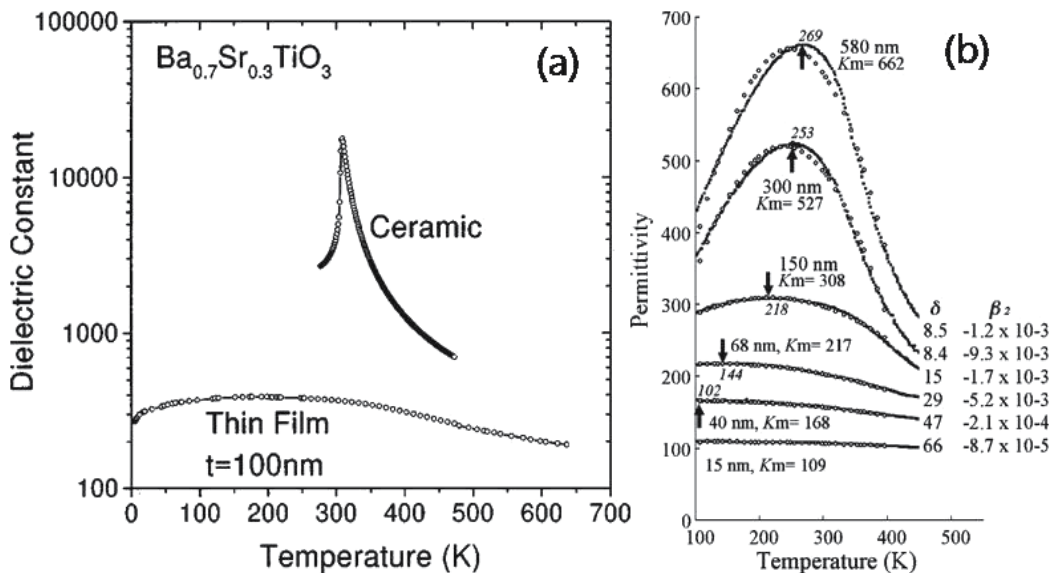 100000
10000
1000
100
Dielectric Constant
Ba0.7Sr0.3TiO3
(a)
Ceramic
Thin Film
t=100nm
0 100 200 300 400 500 600 700
Temperature (K)
700
600
500
400
300
200
100
0
Permittivity
(b)
269
580 nm
Km= 662
253
300 nm
Km= 527
150 nm
Km= 308
218
68 nm, Km= 217
144
102
40 nm, Km= 168
15 nm, Km= 109
δ β2
8.5 -1.2 x 10-3
8.4 -9.3 x 10-3
15 -1.7 x 10-3
29 -5.2 x 10-3
47 -2.1 x 10-4
66 -8.7 x 10-5
100 200 300 400 500
Temperature (K)